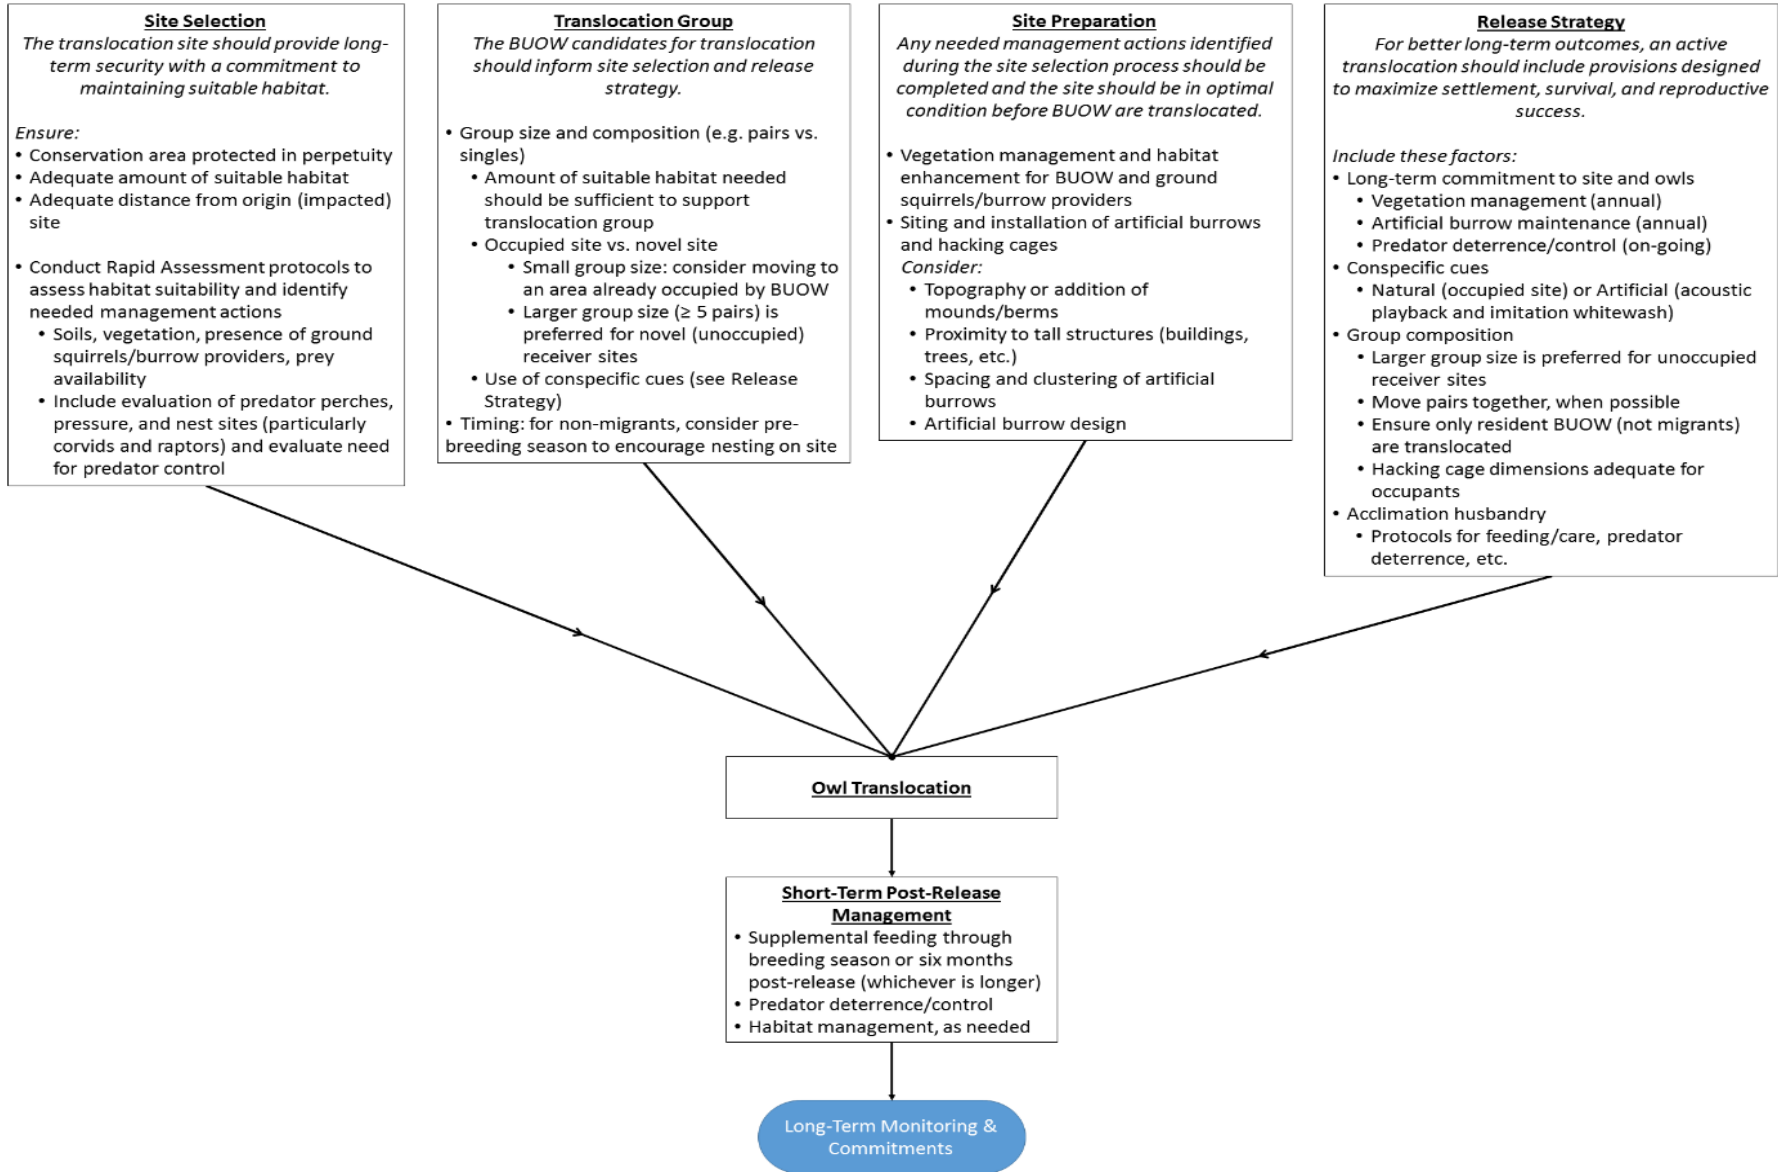 Site Selection
The translocation site should provide long-
term security with a commitment to
maintaining suitable habitat.
Ensure:
• Conservation area protected in perpetuity
• Adequate amount of suitable habitat
• Adequate distance from origin (impacted)
site
• Conduct Rapid Assessment protocols to
assess habitat suitability and identify
needed management actions
• Soils, vegetation, presence of ground
squirrels/burrow providers, prey
availability
• Include evaluation of predator perches,
pressure, and nest sites (particularly
corvids and raptors) and evaluate need
for predator control
Translocation Group
The BUOW candidates for translocation
should inform site selection and release
strategy.
• Group size and composition (e.g. pairs vs.
singles)
• Amount of suitable habitat needed
should be sufficient to support
translocation group
• Occupied site vs. novel site
• Small group size: consider moving to
an area already occupied by BUOW
• Larger group size (≥ 5 pairs) is
preferred for novel (unoccupied)
receiver sites
• Use of conspecific cues (see Release
Strategy)
• Timing: for non-migrants, consider pre-
breeding season to encourage nesting on site
Site Preparation
Any needed management actions identified
during the site selection process should be
completed and the site should be in optimal
condition before BUOW are translocated.
• Vegetation management and habitat
enhancement for BUOW and ground
squirrels/burrow providers
• Siting and installation of artificial burrows
and hacking cages
Consider:
• Topography or addition of
mounds/berms
• Proximity to tall structures (buildings,
trees, etc.)
• Spacing and clustering of artificial
burrows
• Artificial burrow design
Release Strategy
For better long-term outcomes, an active
translocation should include provisions designed
to maximize settlement, survival, and reproductive
success.
Include these factors:
• Long-term commitment to site and owls
• Vegetation management (annual)
• Artificial burrow maintenance (annual)
• Predator deterrence/control (on-going)
• Conspecific cues
• Natural (occupied site) or Artificial (acoustic
playback and imitation whitewash)
• Group composition
• Larger group size is preferred for unoccupied
receiver sites
• Move pairs together, when possible
• Ensure only resident BUOW (not migrants)
are translocated
• Hacking cage dimensions adequate for
occupants
• Acclimation husbandry
• Protocols for feeding/care, predator
deterrence, etc.
Owl Translocation
Short-Term Post-Release
Management
• Supplemental feeding through
breeding season or six months
post-release (whichever is longer)
• Predator deterrence/control
• Habitat management, as needed
Long-Term Monitoring &
Commitments